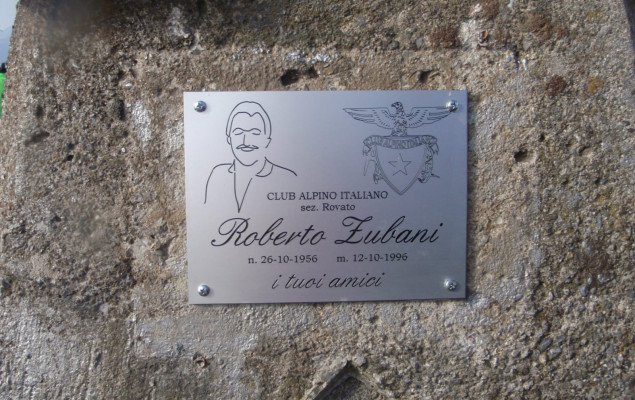 CLUB ALPINO ITALIANO
sez. Rovato
Roberto Zubani
n. 26-10-1956 m. 12-10-1996
i tuoi amici